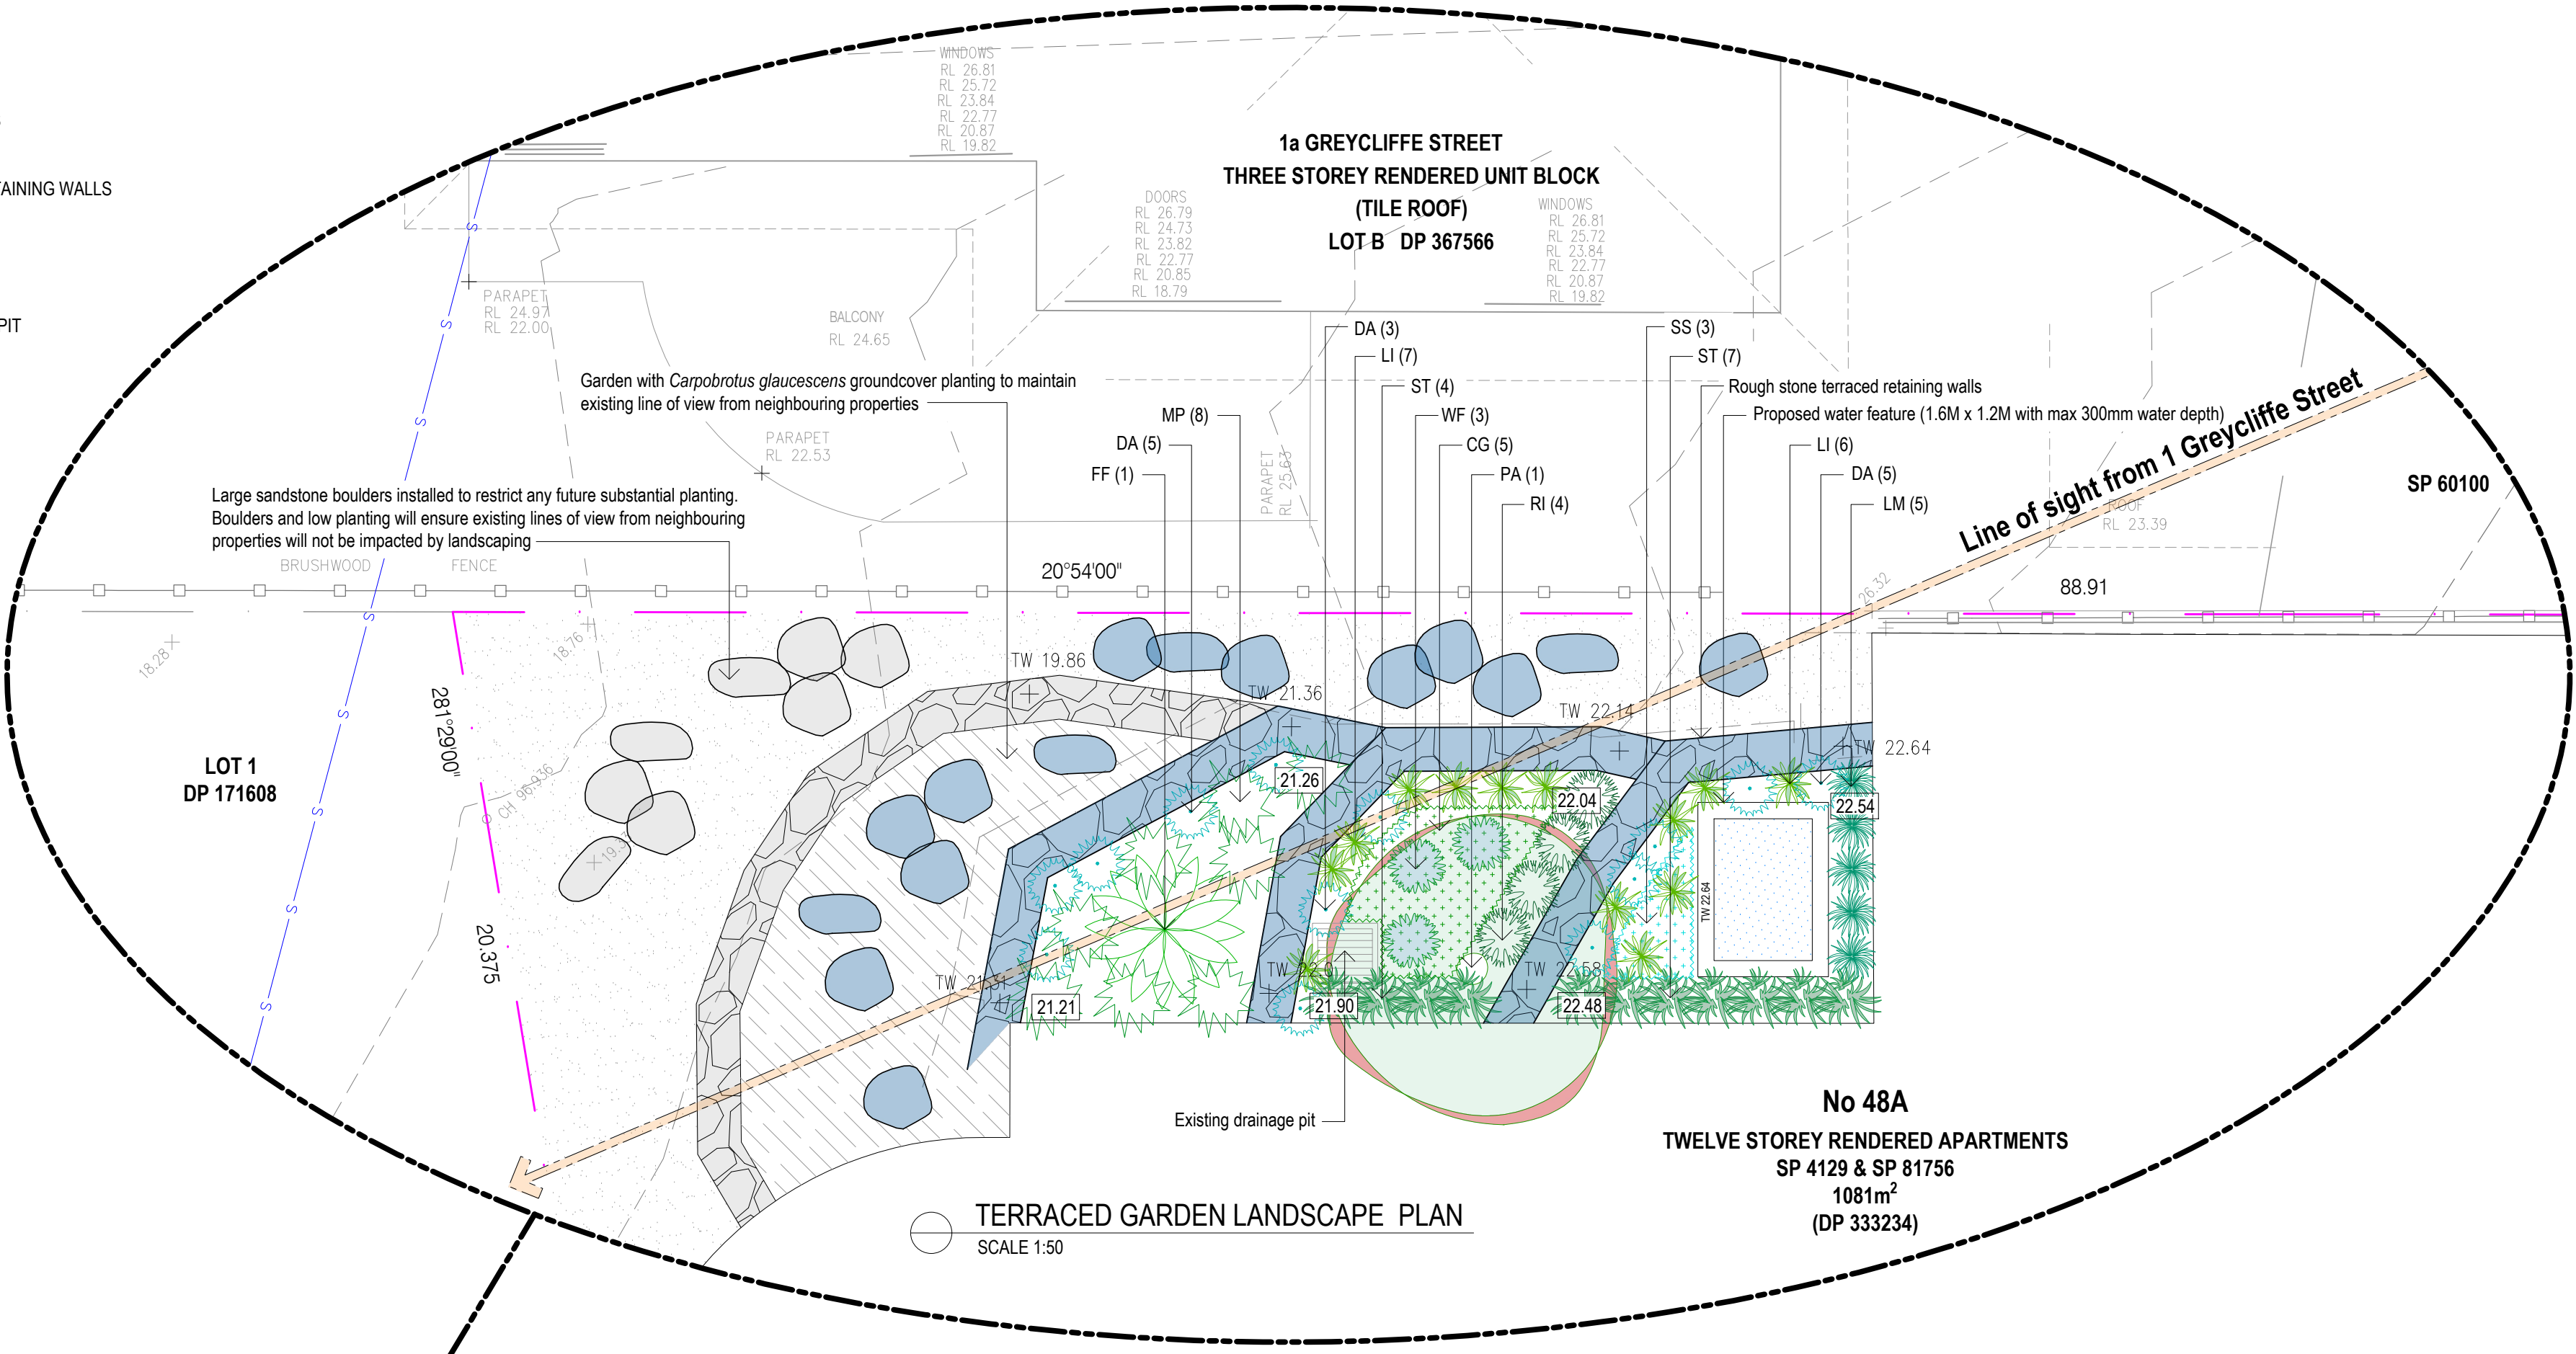 TAINING WALLS
PIT
WINDOWS
RL 26.81
RL 25.72
RL 23.84
RL 22.77
RL 20.87
RL 19.82
1a GREYCLIFFE STREET
THREE STOREY RENDERED UNIT BLOCK
(TILE ROOF)
LOT B DP 367566
DOORS
RL 26.79
RL 24.73
RL 23.82
RL 22.77
RL 20.85
RL 18.79
WINDOWS
RL 26.81
RL 25.72
RL 23.84
RL 22.77
RL 20.87
RL 19.82
PARAPET
RL 24.97
RL 22.00
BALCONY
RL 24.65
PARAPET
RL 22.53
PARAPET
RL 25.63
Garden with Carpobrotus glaucescens groundcover planting to maintain
existing line of view from neighbouring properties
Large sandstone boulders installed to restrict any future substantial planting.
Boulders and low planting will ensure existing lines of view from neighbouring
properties will not be impacted by landscaping
DA (3)
LI (7)
ST (4)
MP (8)
WF (3)
DA (5)
CG (5)
FF (1)
PA (1)
RI (4)
SS (3)
ST (7)
Rough stone terraced retaining walls
Proposed water feature (1.6M x 1.2M with max 300mm water depth)
LI (6)
DA (5)
LM (5)
Line of sight from 1 Greycliffe Street
SP 60100
ROOF
RL 23.39
BRUSHWOOD FENCE
20°54'00"
88.91
26.32
18.28
18.76
TW 19.86
TW 21.36
TW 22.14
TW 22.64
281°29'00"
20.375
CH 96.936
19.3
LOT 1
DP 171608
S
S
S
S
S
S
S
S
S
21.26
22.04
22.54
TW 22.64
TW 21.31
TW 22.0
TW 22.58
21.21
21.90
22.48
Existing drainage pit
No 48A
TWELVE STOREY RENDERED APARTMENTS
SP 4129 & SP 81756
1081m²
(DP 333234)
TERRACED GARDEN LANDSCAPE PLAN
SCALE 1:50